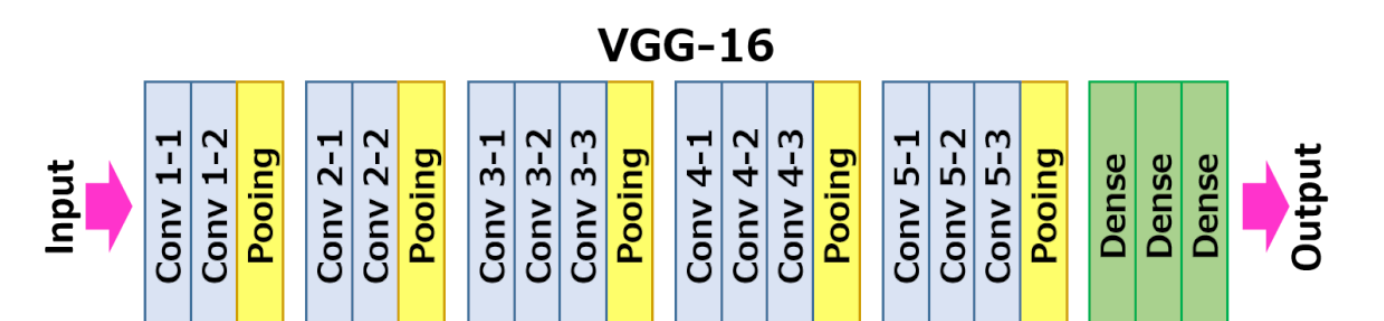 VGG-16
Input
Conv 1-1
Conv 1-2
Pooing
Conv 2-1
Conv 2-2
Pooing
Conv 3-1
Conv 3-2
Conv 3-3
Pooing
Conv 4-1
Conv 4-2
Conv 4-3
Pooing
Conv 5-1
Conv 5-2
Conv 5-3
Pooing
Dense
Dense
Dense
Output